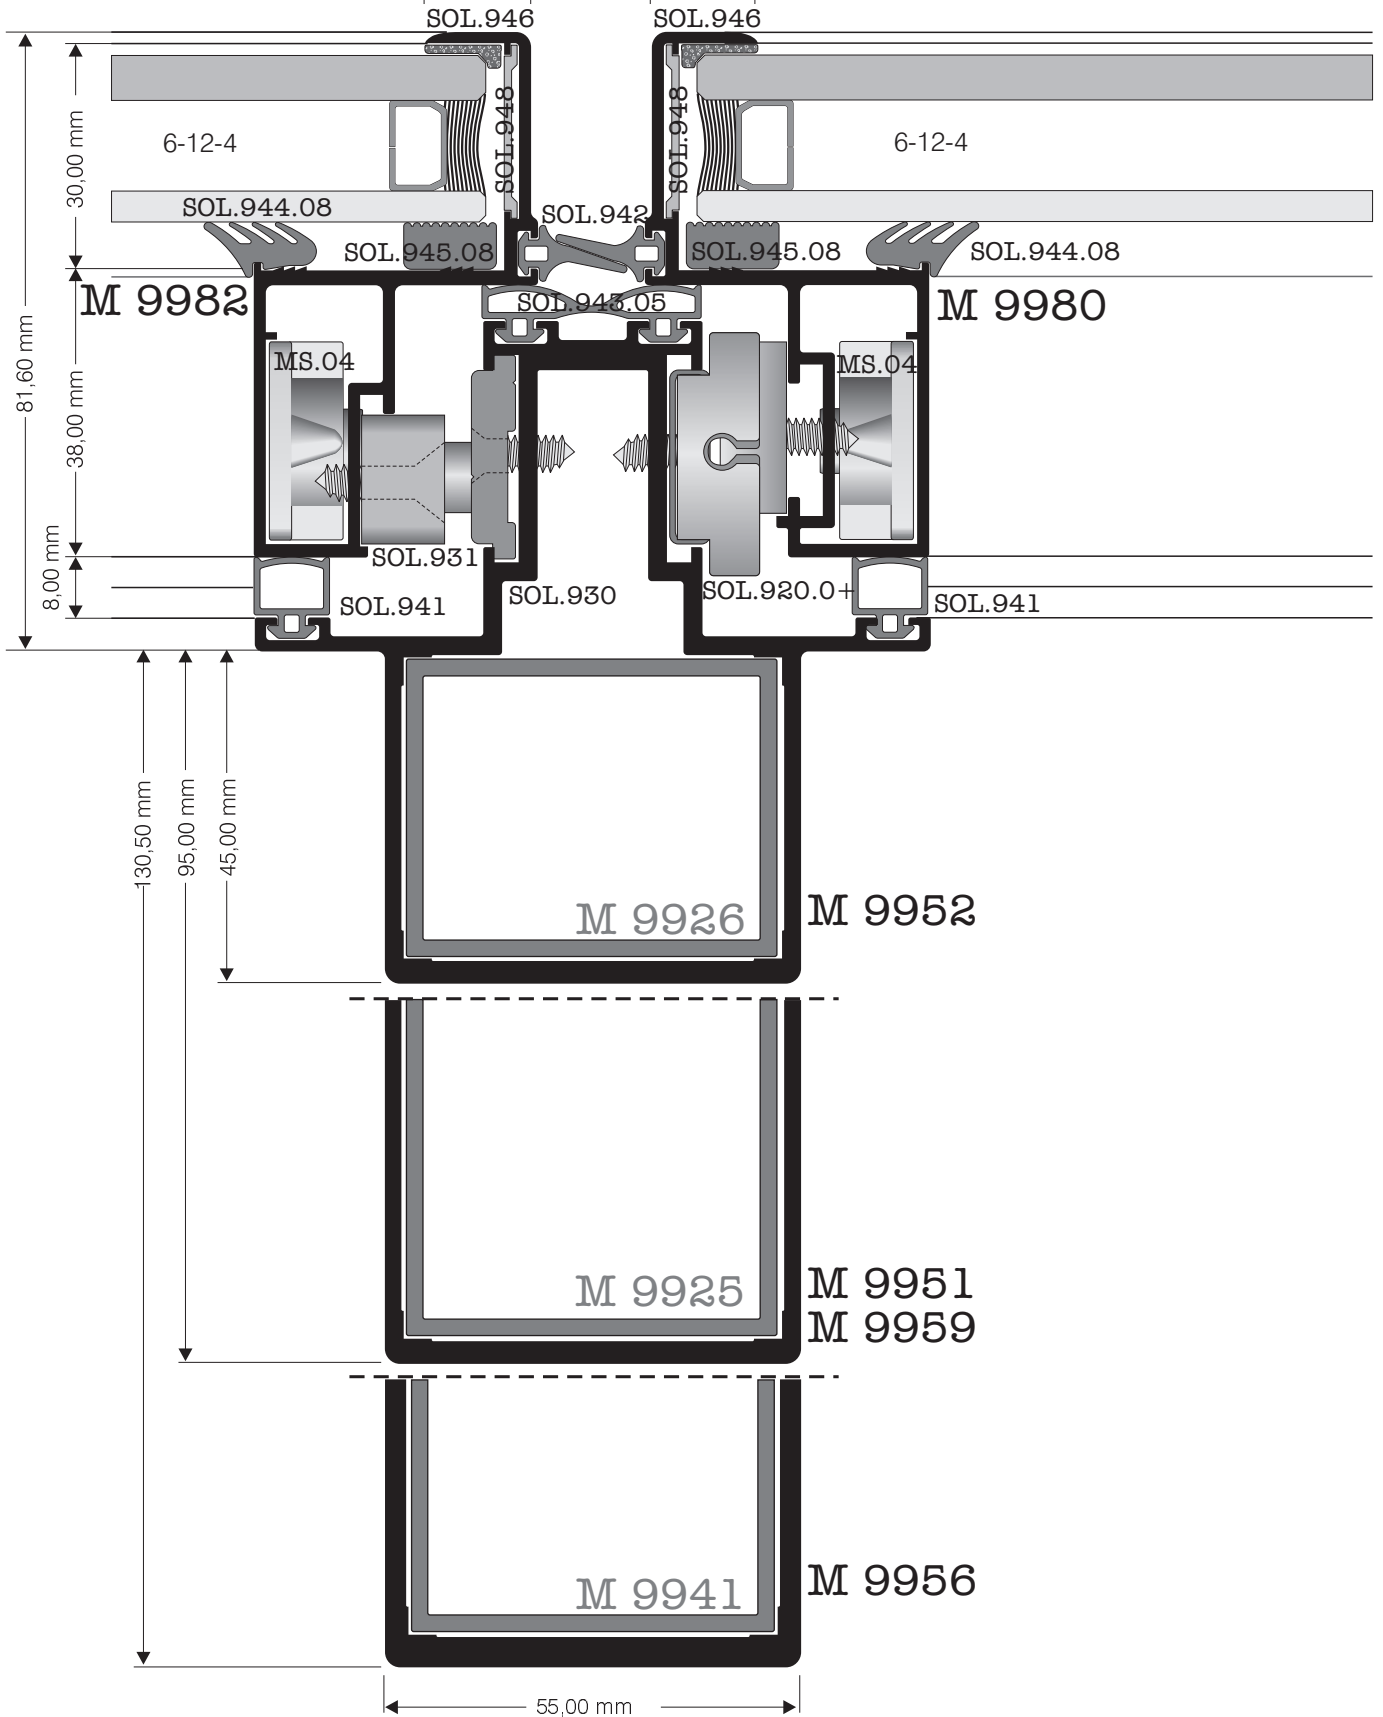 SOL.946 SOL.946
6-12-4 6-12-4
SOL.948 SOL.948
30,00 mm
SOL.944.08
SOL.942
SOL.945.08 SOL.945.08 SOL.944.08
M 9982 SOL.943.05 M 9980
81,60 mm
MS.04 MS.04
38,00 mm
SOL.931
8,00 mm
SOL.941 SOL.930 SOL.920.0+ SOL.941
130,50 mm
95,00 mm
45,00 mm
M 9926 M 9952
M 9925 M 9951
M 9959
M 9941 M 9956
55,00 mm